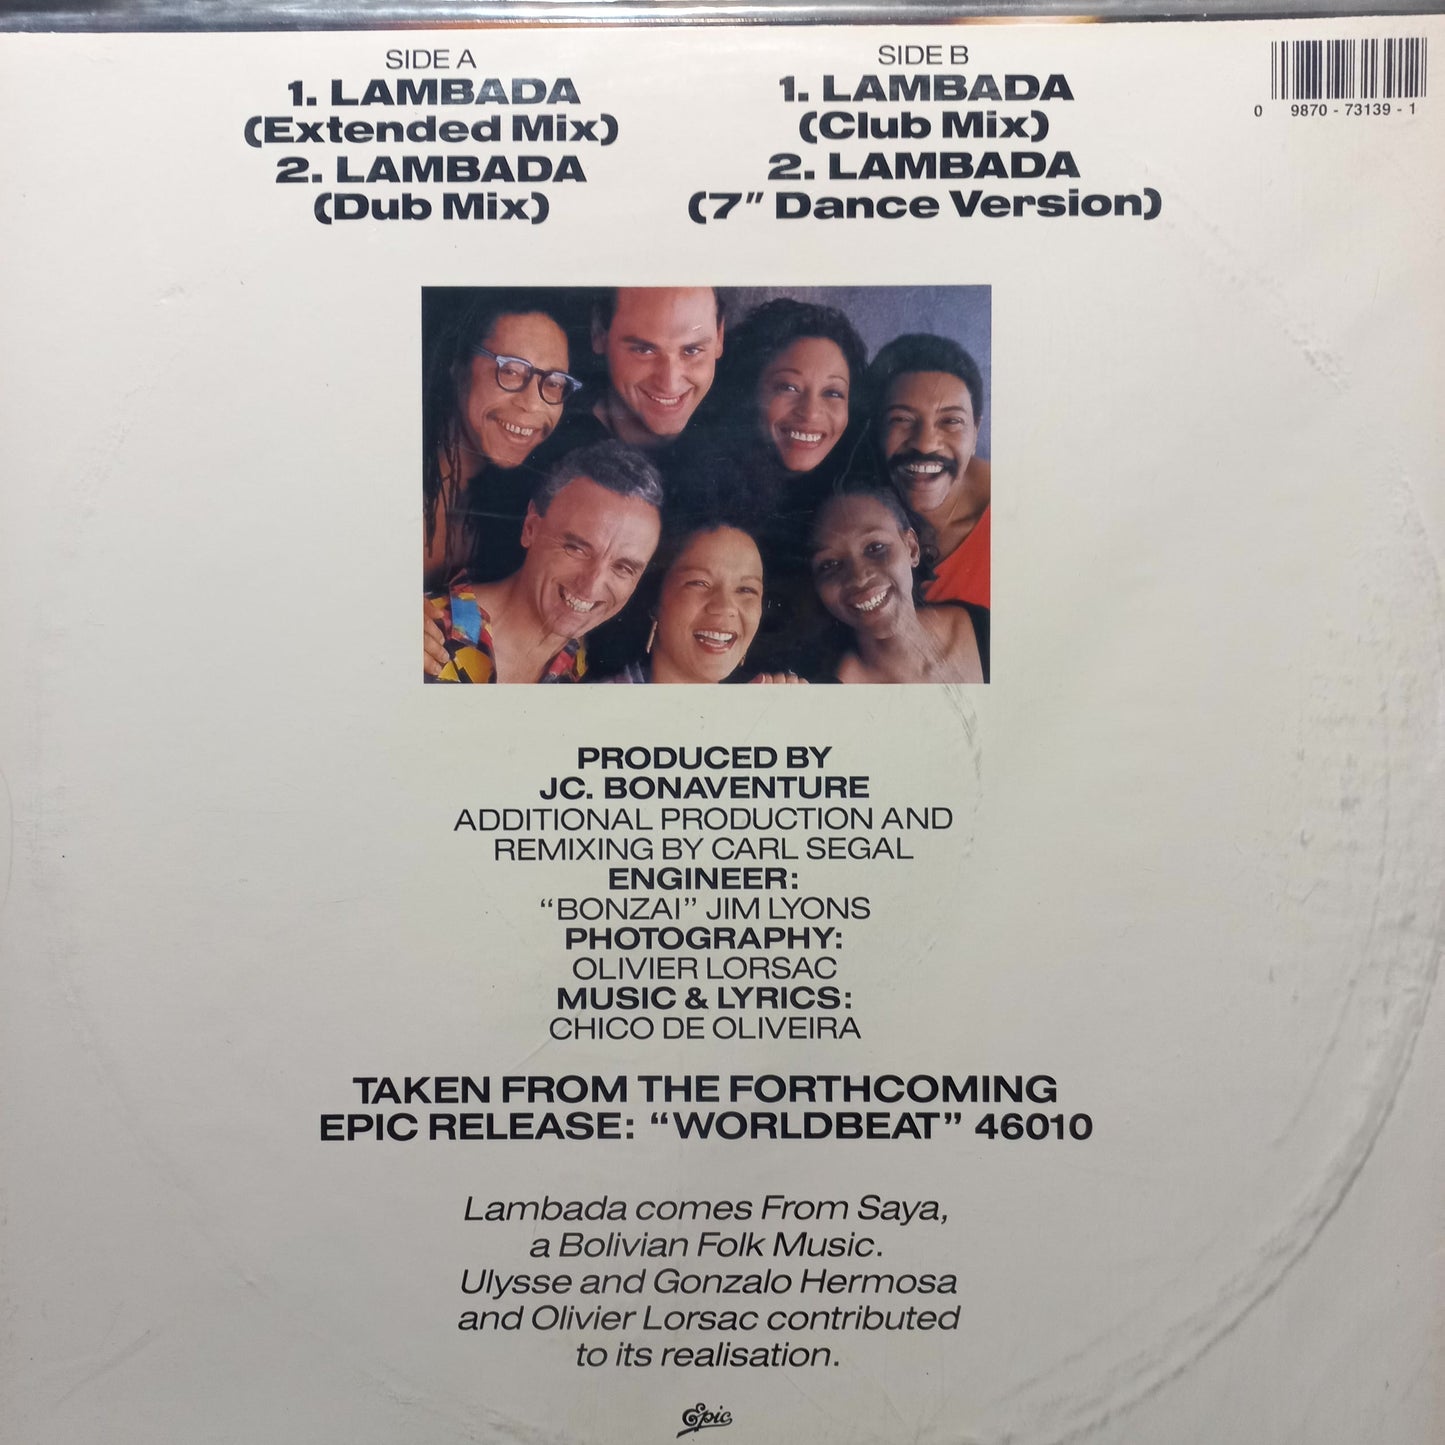 SIDE A
1. LAMBADA
(Extended Mix)
2. LAMBADA
(Dub Mix)
SIDE B
1. LAMBADA
(Club Mix)
2. LAMBADA
(7" Dance Version)
0 9870 - 73139 - 1
PRODUCED BY
JC. BONAVENTURE
ADDITIONAL PRODUCTION AND
REMIXING BY CARL SEGAL
ENGINEER:
“BONZAI” JIM LYONS
PHOTOGRAPHY:
OLIVIER LORSAC
MUSIC & LYRICS:
CHICO DE OLIVEIRA
TAKEN FROM THE FORTHCOMING
EPIC RELEASE: “WORLDBEAT” 46010
Lambada comes From Saya,
a Bolivian Folk Music.
Ulysse and Gonzalo Hermosa
and Olivier Lorsac contributed
to its realisation.
Epic